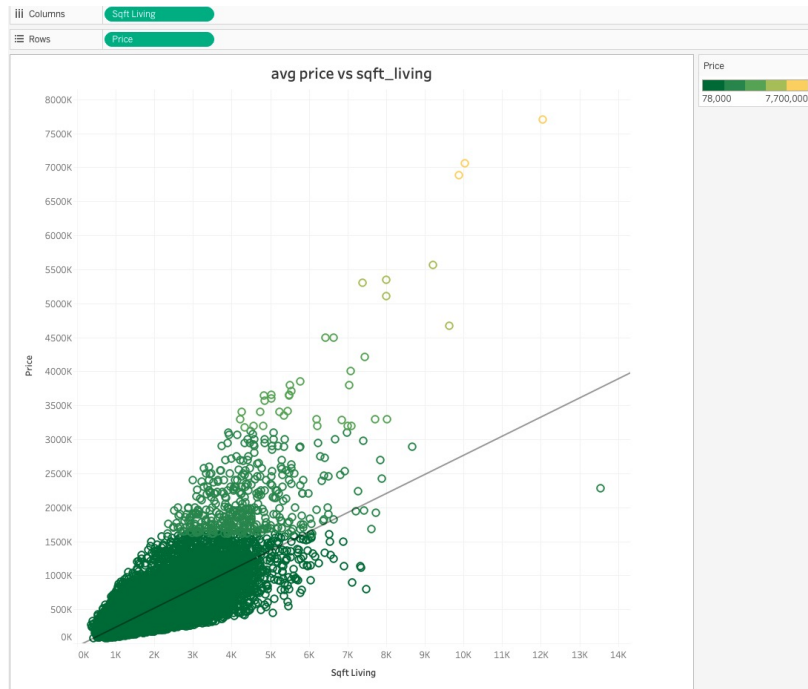 Columns
Sqft Living
Rows
Price
avg price vs sqft_living
Price
78,000 7,700,000
8000K
7500K
7000K
6500K
6000K
5500K
5000K
4500K
4000K
3500K
3000K
2500K
2000K
1500K
1000K
500K
0K
Price
0K 1K 2K 3K 4K 5K 6K 7K 8K 9K 10K 11K 12K 13K 14K
Sqft Living